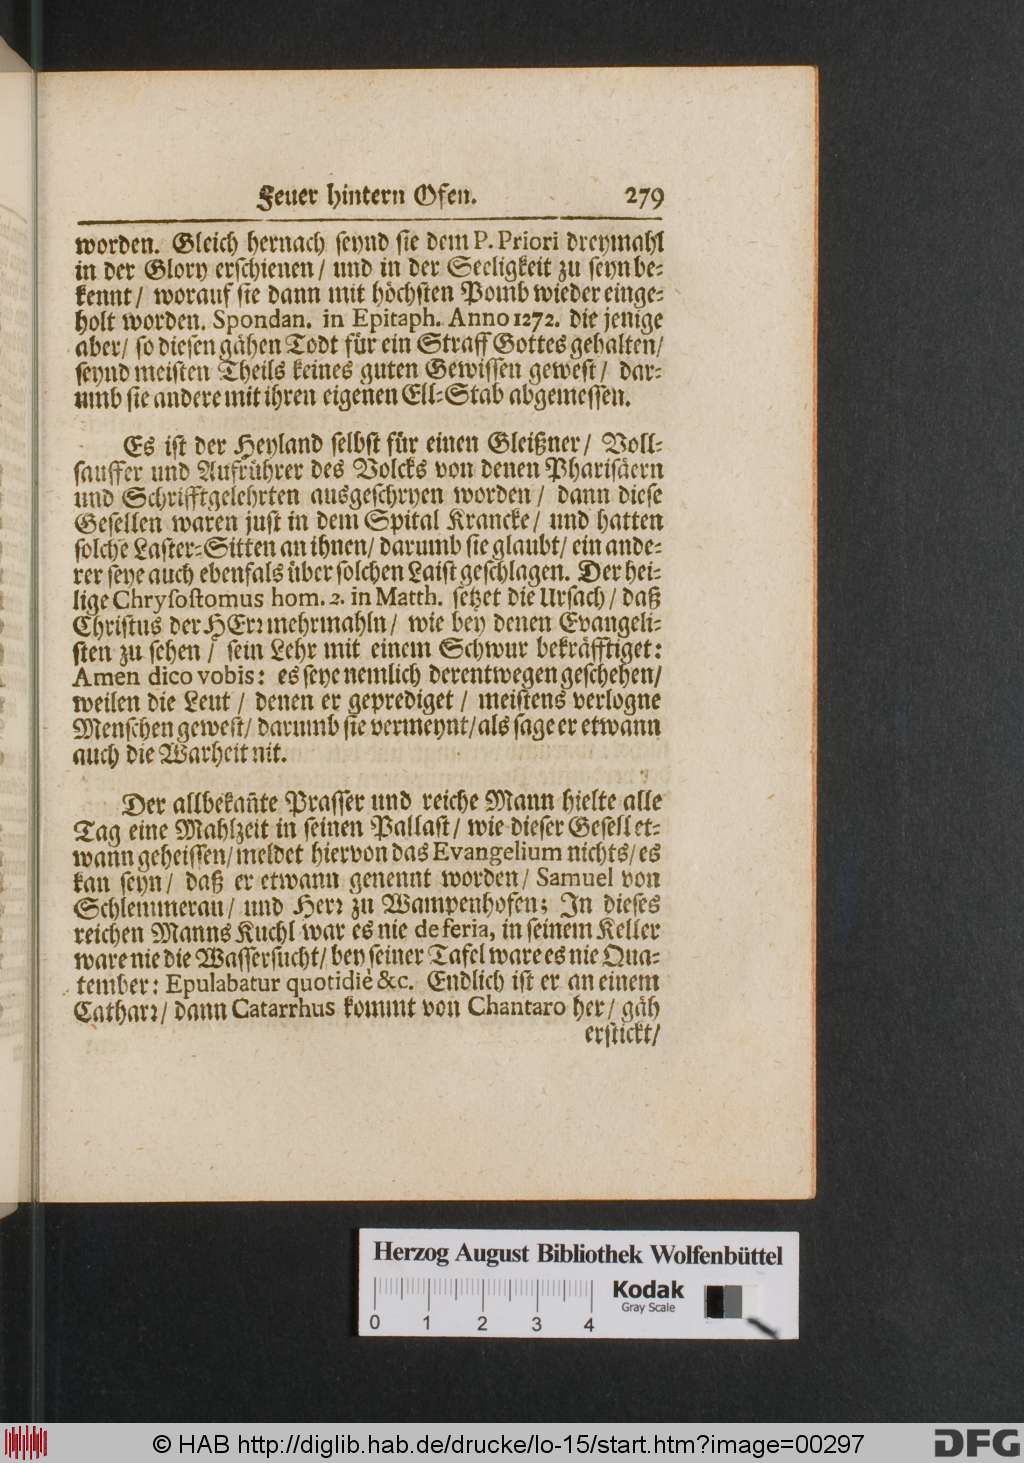 Feuer hintern Ofen. 279
worden. Gleich hernach seynd sie dem P. Priori dreymahl
in der Glory erschienen / und in der Seeligkeit zu seyn be-
kennt / worauf sie dann mit höchsten Pomb wieder einge-
holt worden. Spondan. in Epitaph. Anno 1272. die jenige
aber / so diesen gähen Todt für ein Straff Gottes gehalten /
seynd meisten Theils keines guten Gewissen gewest / dar-
umb sie andere mit ihren eigenen Ell-Stab abgemessen.
Es ist der Heyland selbst für einen Gleißner / Voll-
sauffer und Aufrührer des Volcks von denen Pharisäern
und Schrifftgelehrten ausgeschryen worden / dann diese
Gesellen waren just in dem Spital Krancke / und hatten
solche Laster-Sitten an ihnen / darumb sie glaubt / ein ande-
rer seye auch ebenfals über solchen Laist geschlagen. Der hei-
lige Chrysostomus hom. 2. in Matth. setzet die Ursach / daß
Christus der HErr mehrmahln / wie bey denen Evangeli-
sten zu sehen / sein Lehr mit einem Schwur bekräfftiget:
Amen dico vobis: es seye nemlich derentwegen geschehen /
weilen die Leut / denen er geprediget / meistens verlogne
Menschen gewest / darumb sie vermeynt / als sage er etwann
auch die Warheit nit.
Der allbekañte Prasser und reiche Mann hielte alle
Tag eine Mahlzeit in seinen Pallast / wie dieser Gesell et-
wann geheissen / meldet hiervon das Evangelium nichts / es
kan seyn / daß er etwann genennt worden / Samuel von
Schlemmerau / und Herr zu Wampenhofen; In dieses
reichen Manns Kuchl war es nie de feria, in seinem Keller
ware nie die Wassersucht / bey seiner Tafel ware es nie Qua-
tember: Epulabatur quotidiè &c. Endlich ist er an einem
Catharr / dann Catarrhus kommt von Chantaro her / gäh
erstickt /
Herzog August Bibliothek Wolfenbüttel
Kodak
Gray Scale
0 1 2 3 4
© HAB http://diglib.hab.de/drucke/lo-15/start.htm?image=00297
DFG